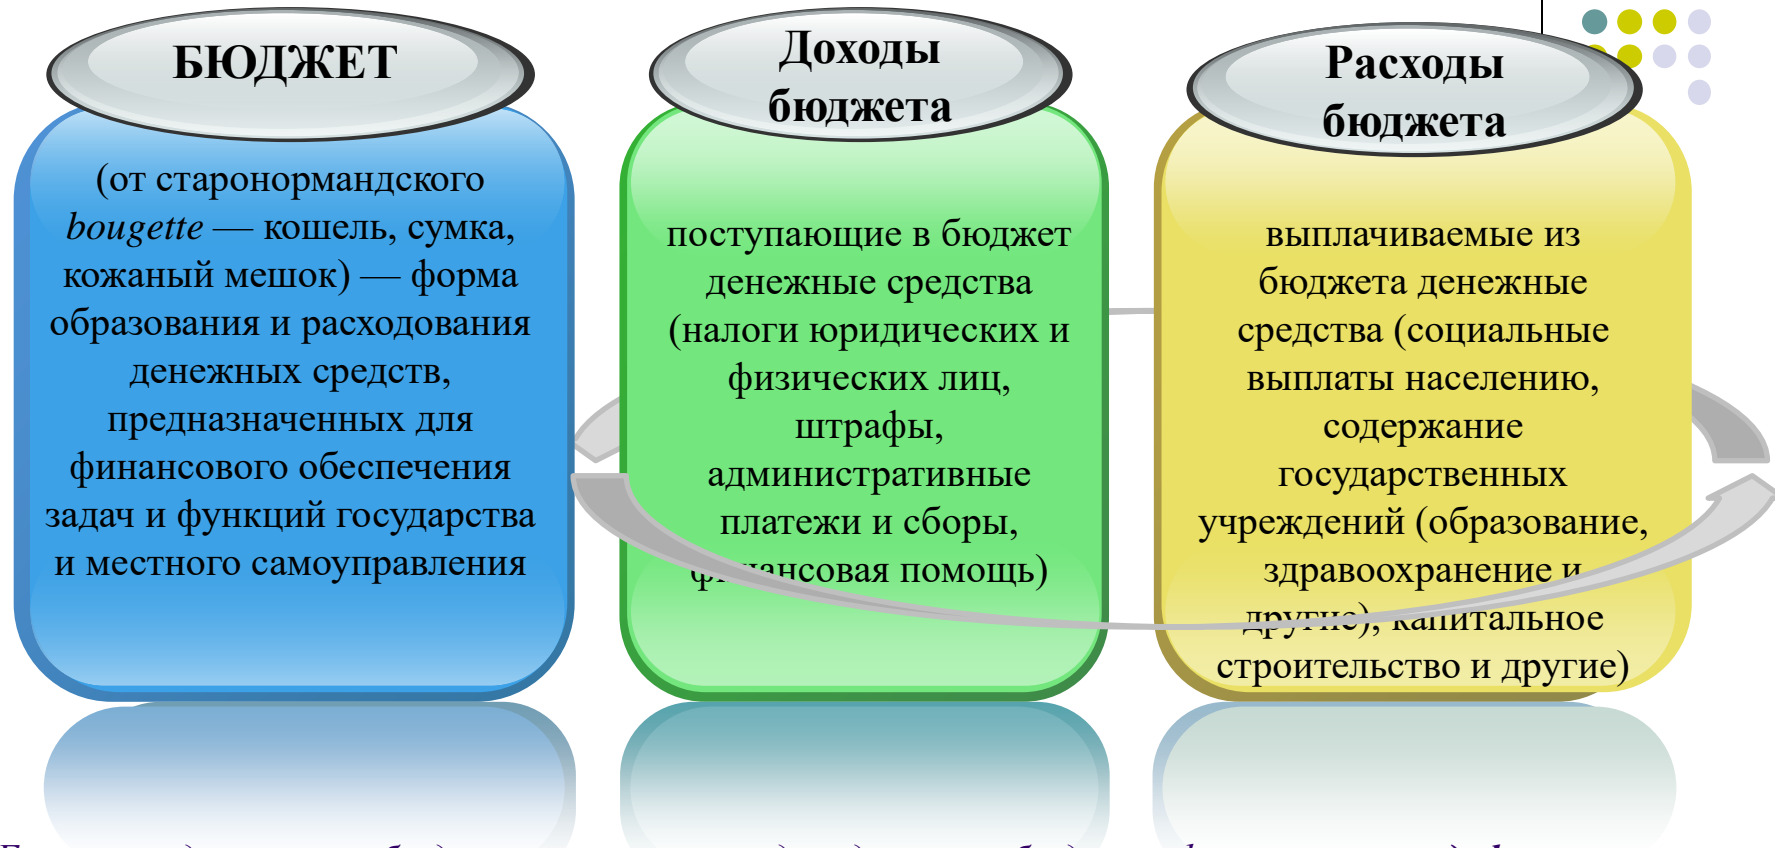 БЮДЖЕТ
(от старонормандского
bougette — кошель, сумка,
кожаный мешок) — форма
образования и расходования
денежных средств,
предназначенных для
финансового обеспечения
задач и функций государства
и местного самоуправления
Доходы
бюджета
поступающие в бюджет
денежные средства
(налоги юридических и
физических лиц,
штрафы,
административные
платежи и сборы,
финансовая помощь)
Расходы
бюджета
выплачиваемые из
бюджета денежные
средства (социальные
выплаты населению,
содержание
государственных
учреждений (образование,
здравоохранение и
другие), капитальное
строительство и другие)